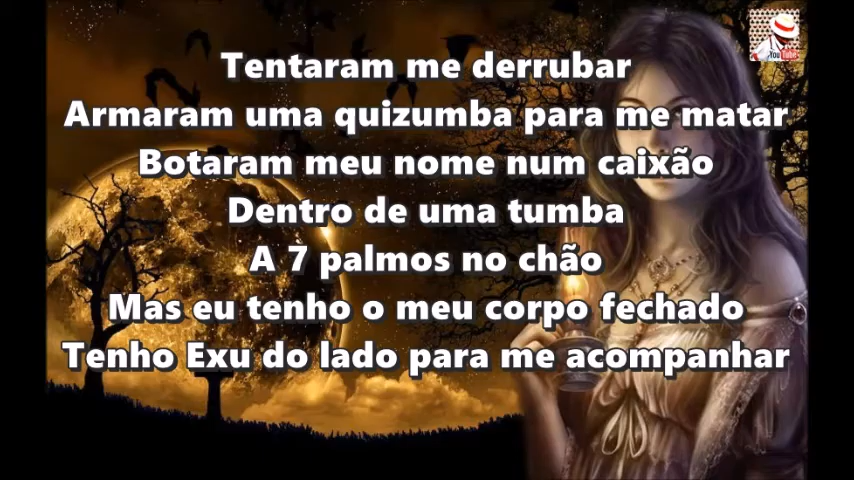 Tentaram me derrubar
Armaram uma quizumba para me matar
Botaram meu nome num caixão
Dentro de uma tumba
A 7 palmos no chão
Mas eu tenho o meu corpo fechado
Tenho Exu do lado para me acompanhar
YouTube